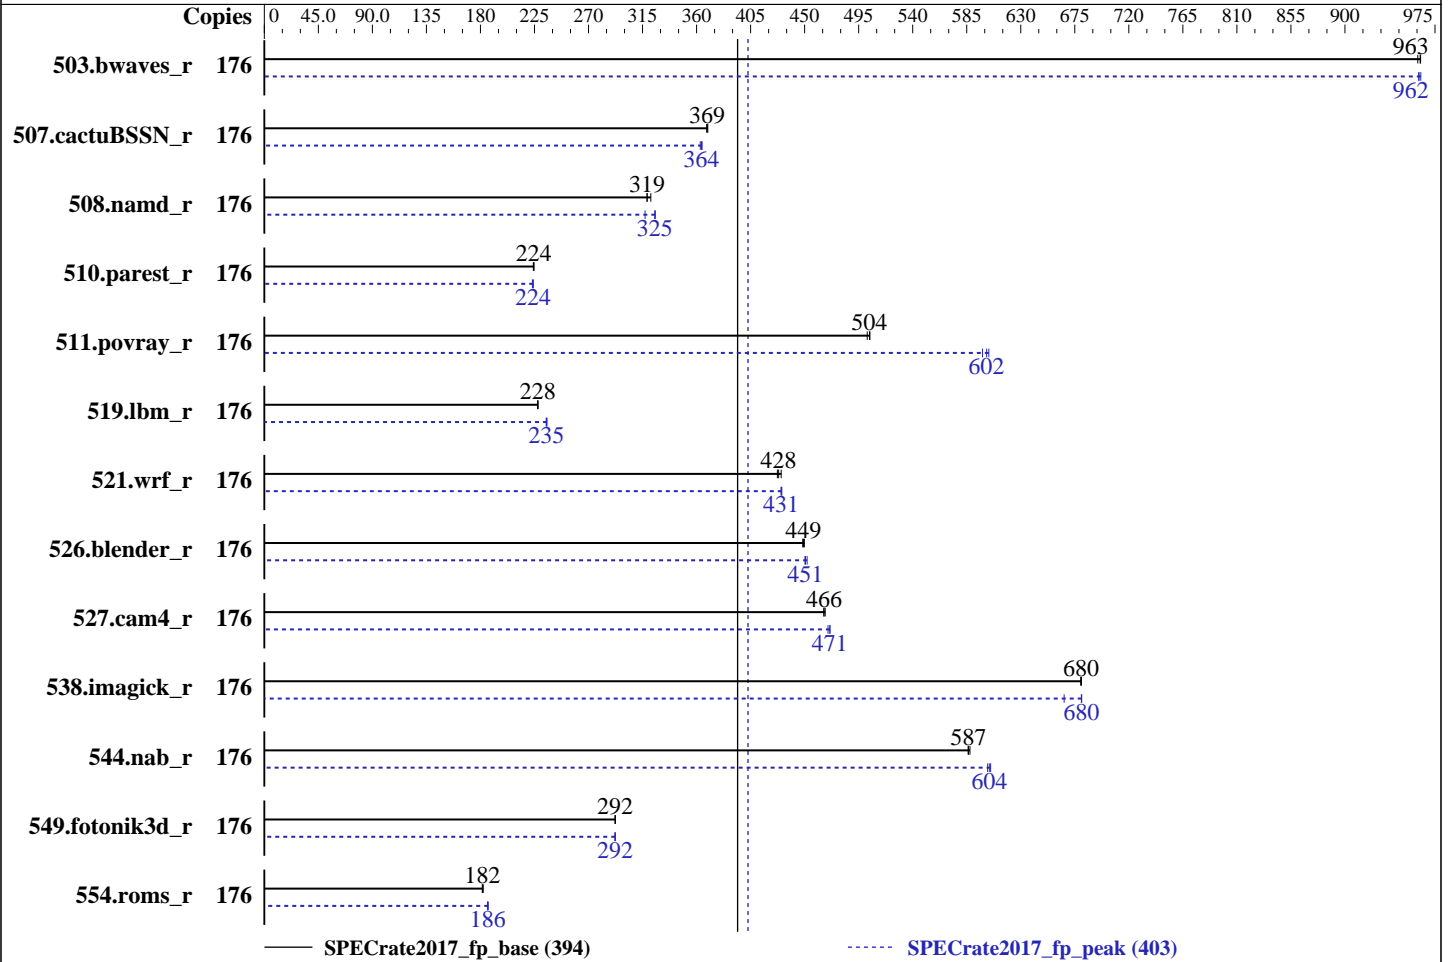 Copies 0 45.0 90.0 135 180 225 270 315 360 405 450 495 540 585 630 675 720 765 810 855 900 975
963
503.bwaves_r 176
962
369
507.cactuBSSN_r 176
364
319
508.namd_r 176
325
224
510.parest_r 176
224
504
511.povray_r 176
602
228
519.lbm_r 176
235
428
521.wrf_r 176
431
449
526.blender_r 176
451
466
527.cam4_r 176
471
680
538.imagick_r 176
680
587
544.nab_r 176
604
292
549.fotonik3d_r 176
292
182
554.roms_r 176
186
SPECrate2017_fp_base (394) SPECrate2017_fp_peak (403)